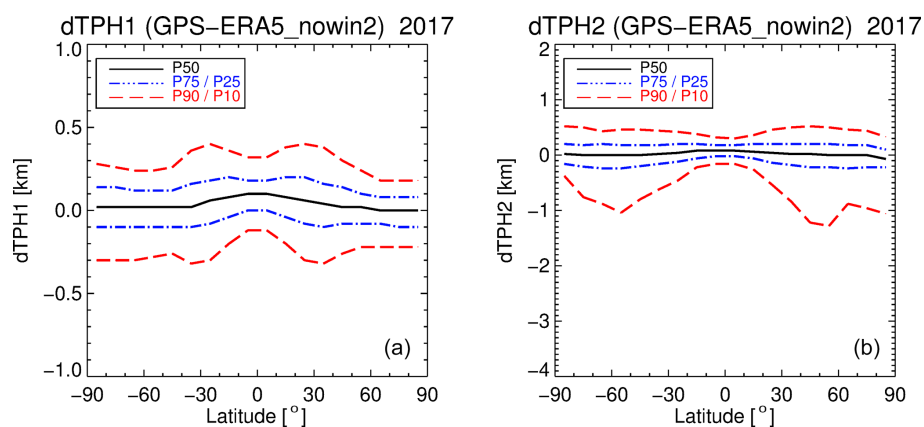 dTPH1 (GPS−ERA5_nowin2) 2017
1.0
P50
P75 / P25
P90 / P10
0.5
0.0
−0.5
−1.0
dTPH1 [km]
(a)
−90 −60 −30 0 30 60 90
Latitude [°]
dTPH2 (GPS−ERA5_nowin2) 2017
2
P50
P75 / P25
P90 / P10
1
0
−1
−2
−3
−4
dTPH2 [km]
(b)
−90 −60 −30 0 30 60 90
Latitude [°]